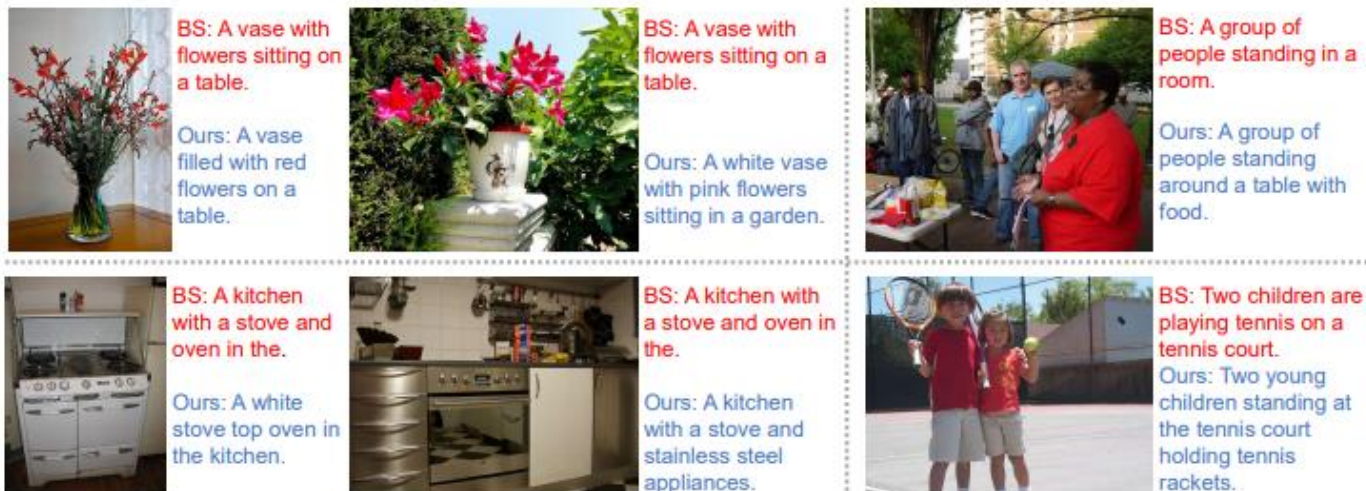 BS: A vase with
flowers sitting on
a table.
Ours: A vase
filled with red
flowers on a
table.
BS: A vase with
flowers sitting on a
table.
Ours: A white vase
with pink flowers
sitting in a garden.
BS: A group of
people standing in a
room.
Ours: A group of
people standing
around a table with
food.
BS: A kitchen
with a stove and
oven in the.
Ours: A white
stove top oven in
the kitchen.
BS: A kitchen with
a stove and oven in
the.
Ours: A kitchen
with a stove and
stainless steel
appliances.
BS: Two children are
playing tennis on a
tennis court.
Ours: Two young
children standing at
the tennis court
holding tennis
rackets.